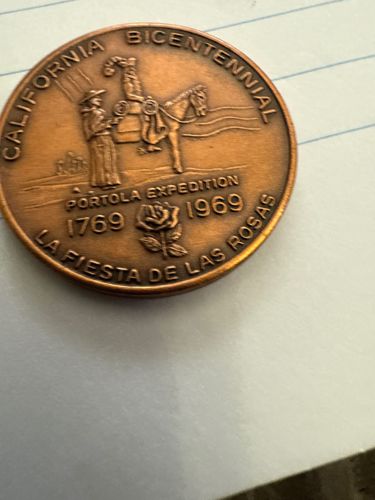 CALIFORNIA BICENTENNIAL
PORTOLA EXPEDITION
1769 1969
LA FIESTA DE LAS ROSAS